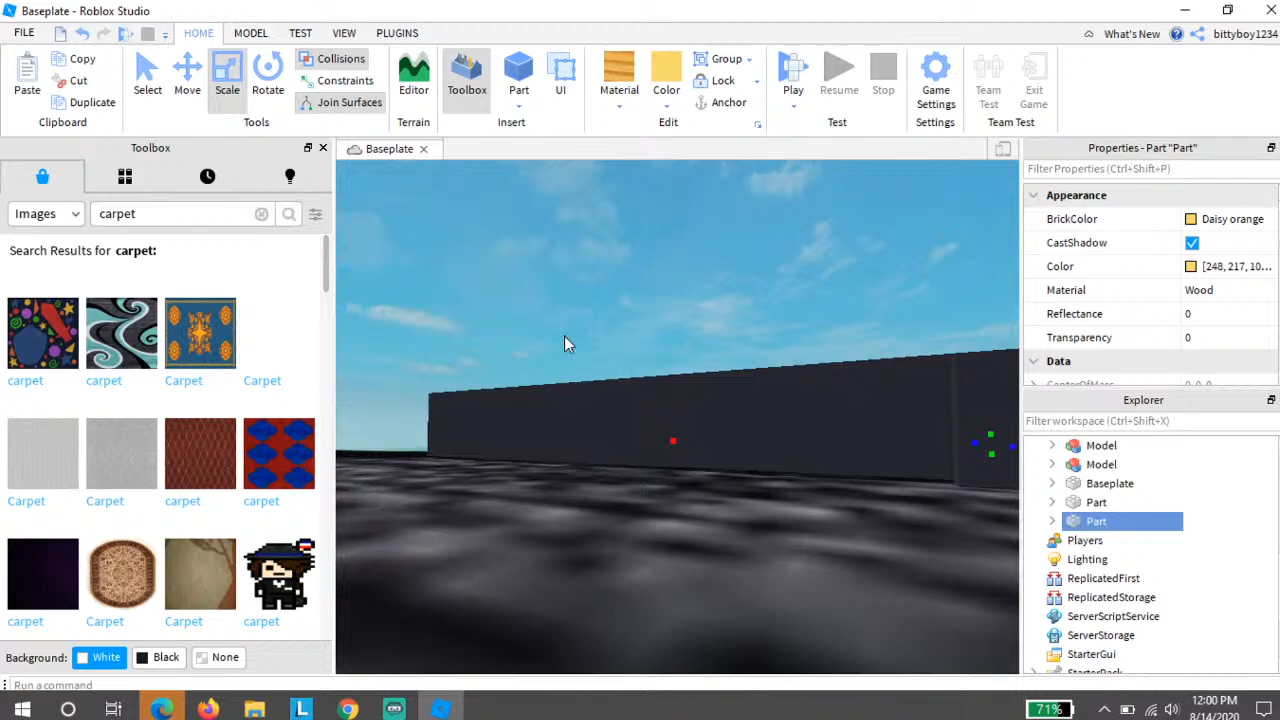 Baseplate - Roblox Studio
FILE HOME MODEL TEST VIEW PLUGINS What's New bittyboy1234
Paste Copy Cut Duplicate Select Move Scale Rotate Collisions Constraints Join Surfaces Editor Toolbox Part UI Material Color Group Lock Anchor Play Resume Stop Game Settings Team Test Exit Game
Clipboard Tools Terrain Insert Edit Test Settings Team Test
Toolbox
Baseplate
Properties - Part "Part"
Filter Properties (Ctrl+Shift+P)
Images carpet
Search Results for carpet:
carpet carpet Carpet Carpet
Carpet Carpet carpet carpet
carpet Carpet carpet carpet
Background: White Black None
Run a command
Appearance
BrickColor Daisy orange
CastShadow
Color [248, 217, 10...
Material Wood
Reflectance 0
Transparency 0
Data
CenterOfMass 0, 0, 0
Explorer
Filter workspace (Ctrl+Shift+X)
Model
Model
Baseplate
Part
Part
Players
Lighting
ReplicatedFirst
ReplicatedStorage
ServerScriptService
ServerStorage
StarterGui
StarterPack
71%
12:00 PM
8/14/2020